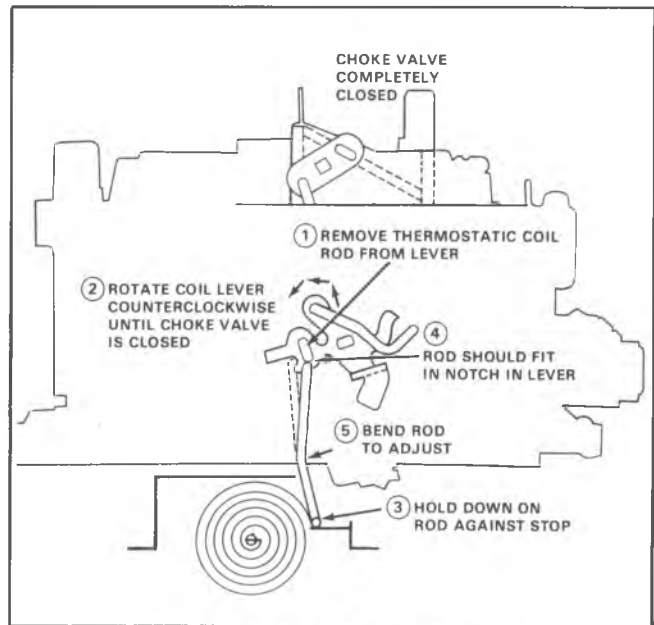 CHOKE VALVE
COMPLETELY
CLOSED
1 REMOVE THERMOSTATIC COIL
ROD FROM LEVER
2 ROTATE COIL LEVER
COUNTERCLOCKWISE
UNTIL CHOKE VALVE
IS CLOSED
4
ROD SHOULD FIT
IN NOTCH IN LEVER
5 BEND ROD
TO ADJUST
3 HOLD DOWN ON
ROD AGAINST STOP